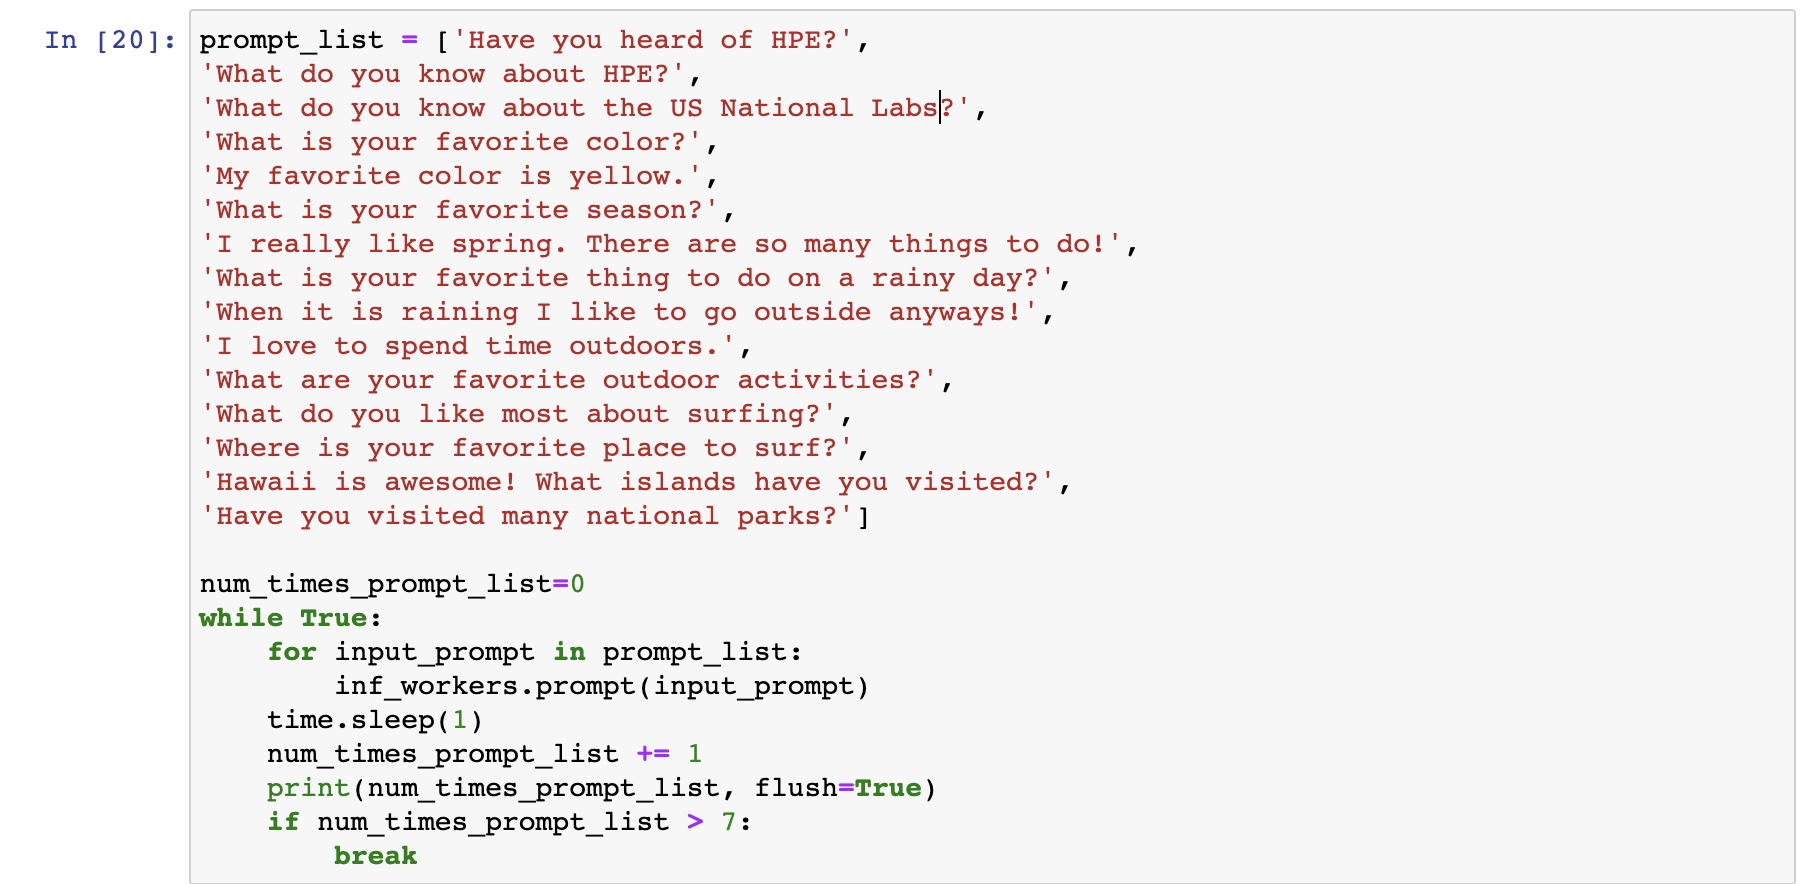 In [20]: prompt_list = ['Have you heard of HPE?',
'What do you know about HPE?',
'What do you know about the US National Labs?',
'What is your favorite color?',
'My favorite color is yellow.',
'What is your favorite season?',
'I really like spring. There are so many things to do!',
'What is your favorite thing to do on a rainy day?',
'When it is raining I like to go outside anyways!',
'I love to spend time outdoors.',
'What are your favorite outdoor activities?',
'What do you like most about surfing?',
'Where is your favorite place to surf?',
'Hawaii is awesome! What islands have you visited?',
'Have you visited many national parks?']

num_times_prompt_list=0
while True:
    for input_prompt in prompt_list:
        inf_workers.prompt(input_prompt)
    time.sleep(1)
    num_times_prompt_list += 1
    print(num_times_prompt_list, flush=True)
    if num_times_prompt_list > 7:
        break